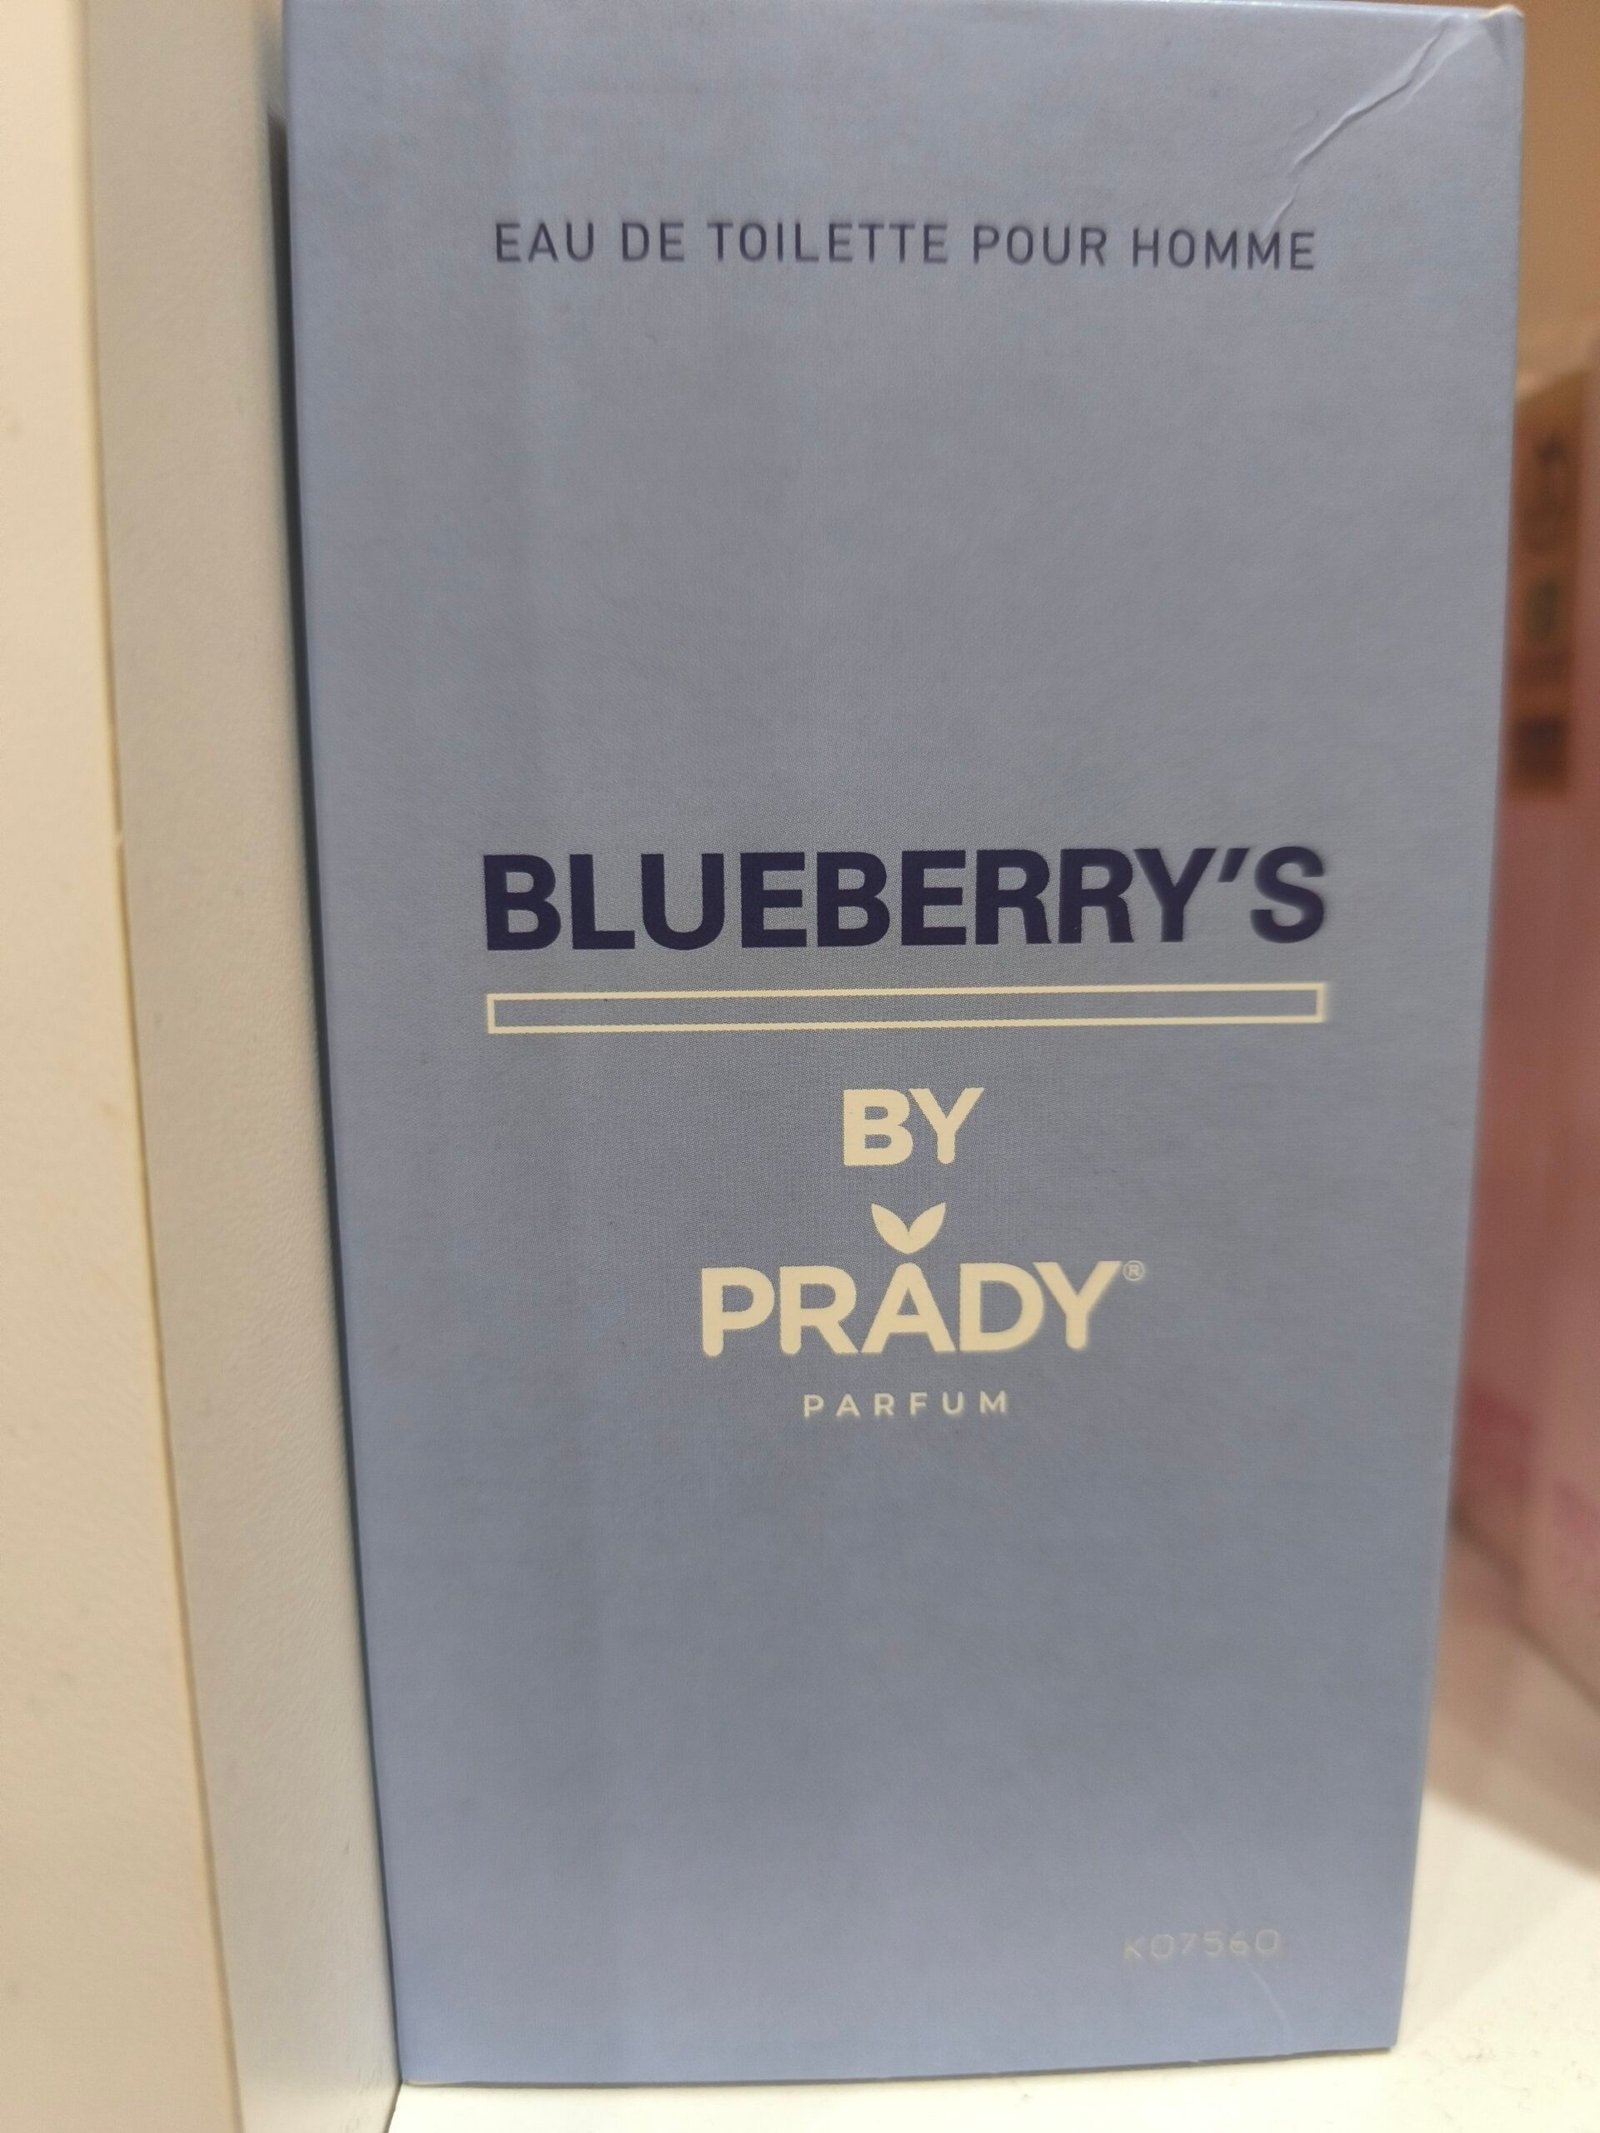 EAU DE TOILETTE POUR HOMME
BLUEBERRY'S
BY
PRADY®
PARFUM
K07560